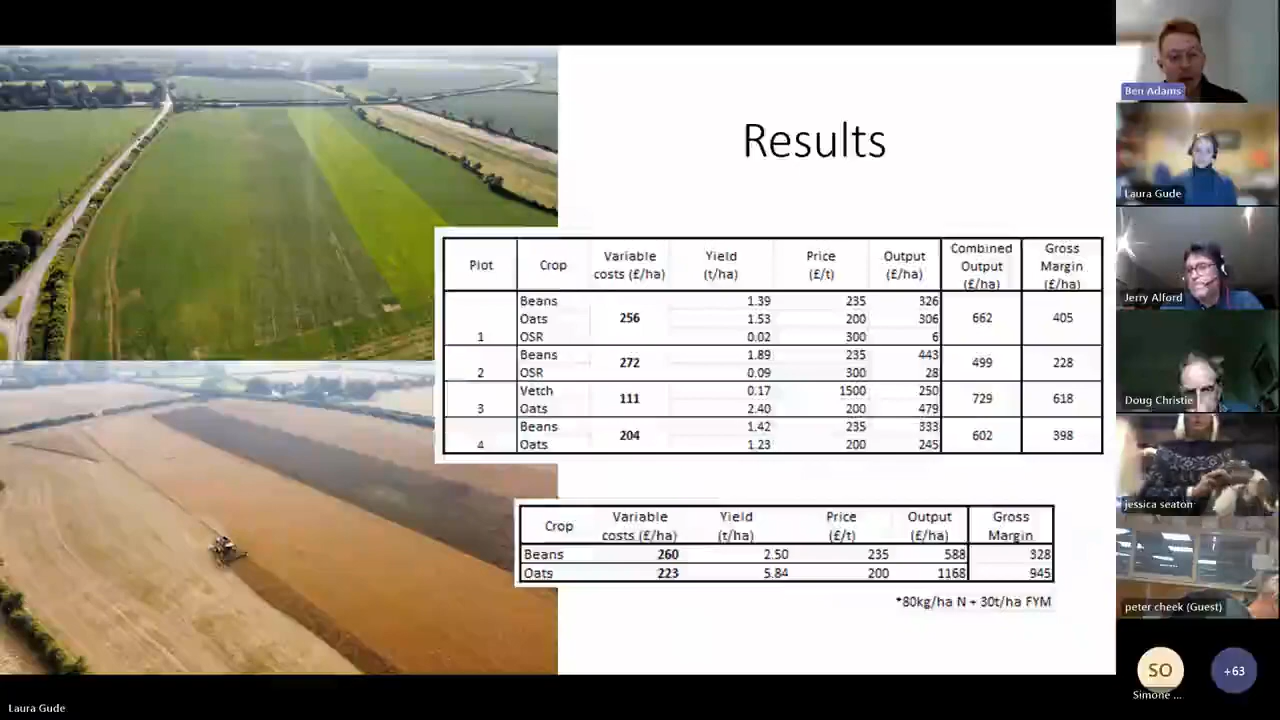 Results
Plot Crop Variable costs (£/ha) Yield (t/ha) Price (£/t) Output (£/ha) Combined Output (£/ha) Gross Margin (£/ha)
1 Beans 256 1.39 235 326 662 405
Oats 1.53 200 306
OSR 0.02 300 6
2 Beans 272 1.89 235 443 499 228
OSR 0.09 300 28
3 Vetch 111 0.17 1500 250 729 618
Oats 2.40 200 479
4 Beans 204 1.42 235 333 602 398
Oats 1.23 200 245
Crop Variable costs (£/ha) Yield (t/ha) Price (£/t) Output (£/ha) Gross Margin
Beans 260 2.50 235 588 328
Oats 223 5.84 200 1168 945
*80kg/ha N + 30t/ha FYM
Ben Adams
Laura Gude
Jerry Alford
Doug Christie
jessica seaton
peter cheek (Guest)
SO
Simone ...
+63
Laura Gude